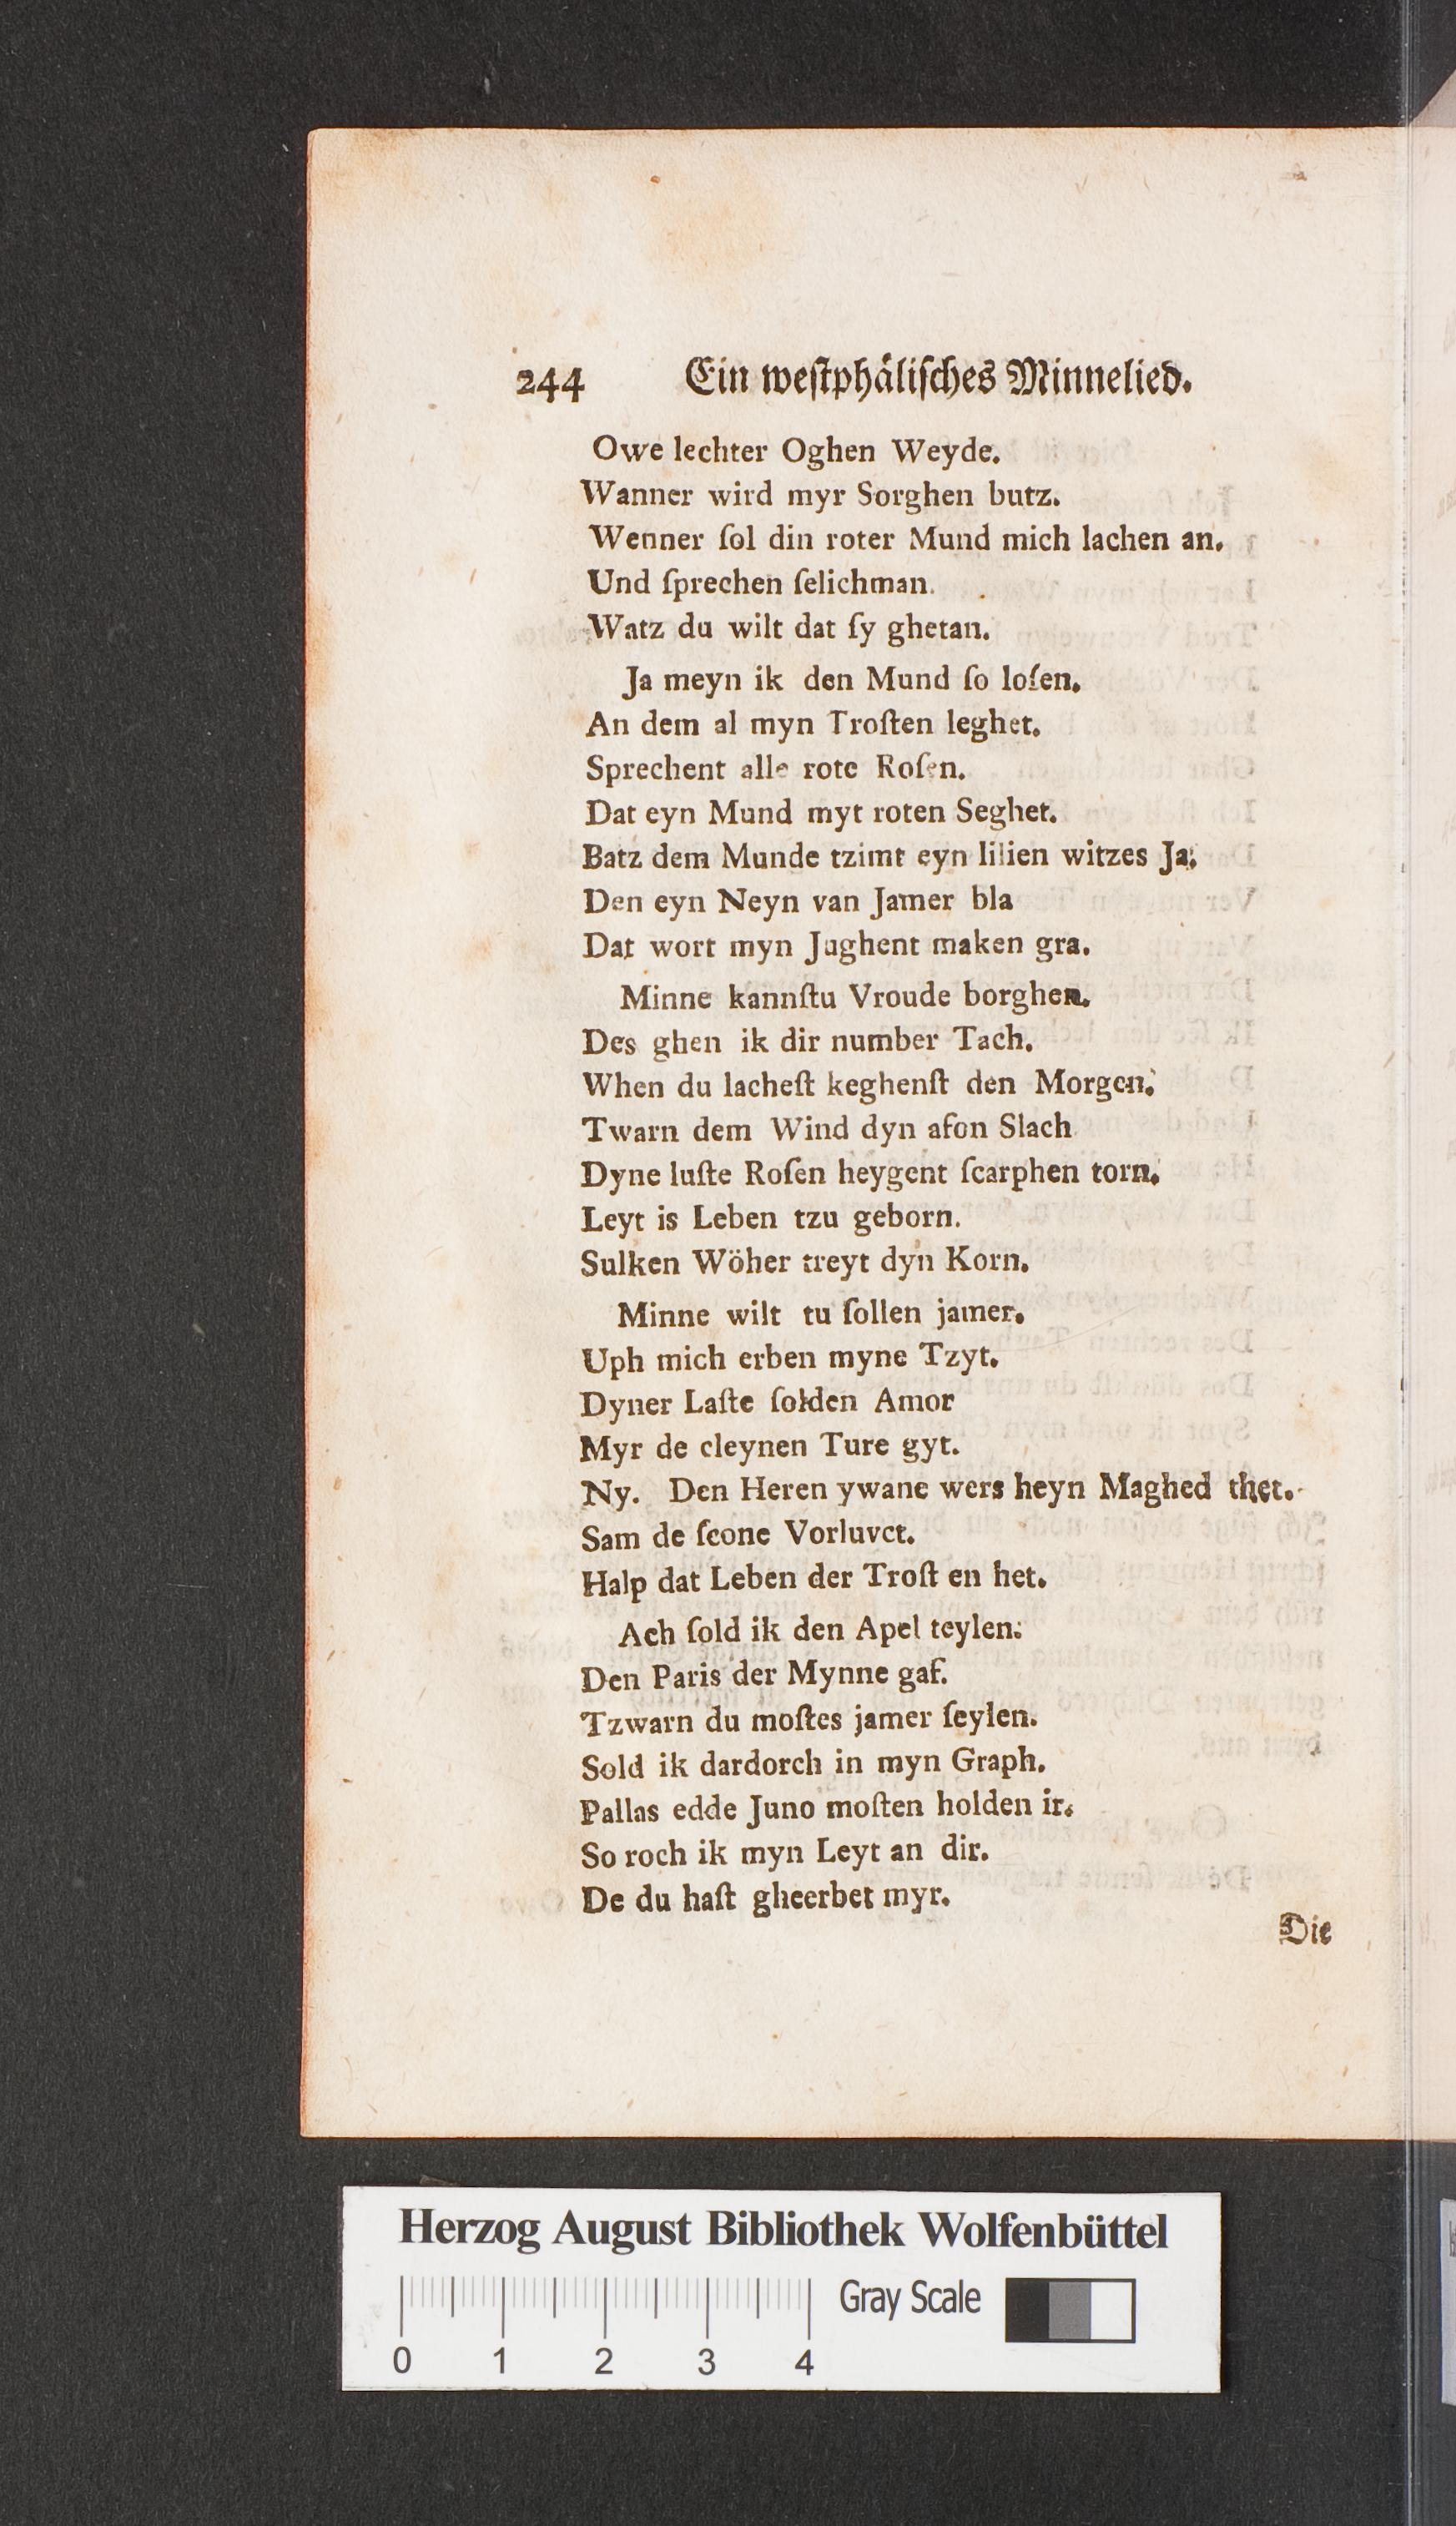 244 Ein weſtphåliſches Minnelied.
Owe lechter Oghen Weyde.
Wanner wird myr Sorghen butz.
Wenner ſol din roter Mund mich lachen an.
Und ſprechen ſelichman.
Watz du wilt dat ſy ghetan.
Ja meyn ik den Mund ſo loſen.
An dem al myn Troſten leghet.
Sprechent alle rote Roſen.
Dat eyn Mund myt roten Seghet.
Batz dem Munde tzimt eyn lilien witzes Ja;
Den eyn Neyn van Jamer bla
Dat wort myn Jughent maken gra.
Minne kannſtu Vroude borghen.
Des ghen ik dir number Tach.
When du lacheſt keghenſt den Morgen.
Twarn dem Wind dyn afon Slach
Dyne luſte Roſen heygent ſcarphen torn.
Leyt is Leben tzu geborn.
Sulken Wöher treyt dyn Korn.
Minne wilt tu ſollen jamer.
Uph mich erben myne Tzyt.
Dyner Laſte ſolden Amor
Myr de cleynen Ture gyt.
Ny. Den Heren ywane wers heyn Maghed thet.
Sam de ſcone Vorluvet.
Halp dat Leben der Troſt en het.
Ach ſold ik den Apel teylen.
Den Paris der Mynne gaf.
Tzwarn du moſtes jamer ſeylen.
Sold ik dardorch in myn Graph.
Pallas edde Juno moſten holden ir.
So roch ik myn Leyt an dir.
De du haſt gheerbet myr.
Die
Herzog August Bibliothek Wolfenbüttel
Gray Scale
0 1 2 3 4